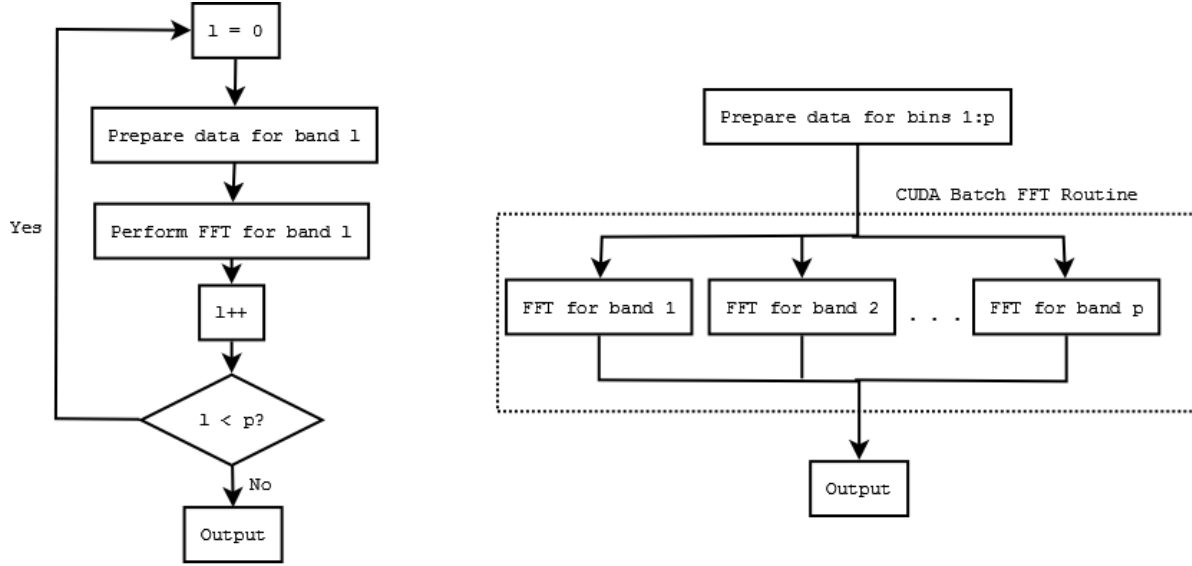 l = 0
Prepare data for band l
Perform FFT for band l
l++
l < p?
Yes
No
Output
Prepare data for bins 1:p
CUDA Batch FFT Routine
FFT for band 1
FFT for band 2
. . .
FFT for band p
Output